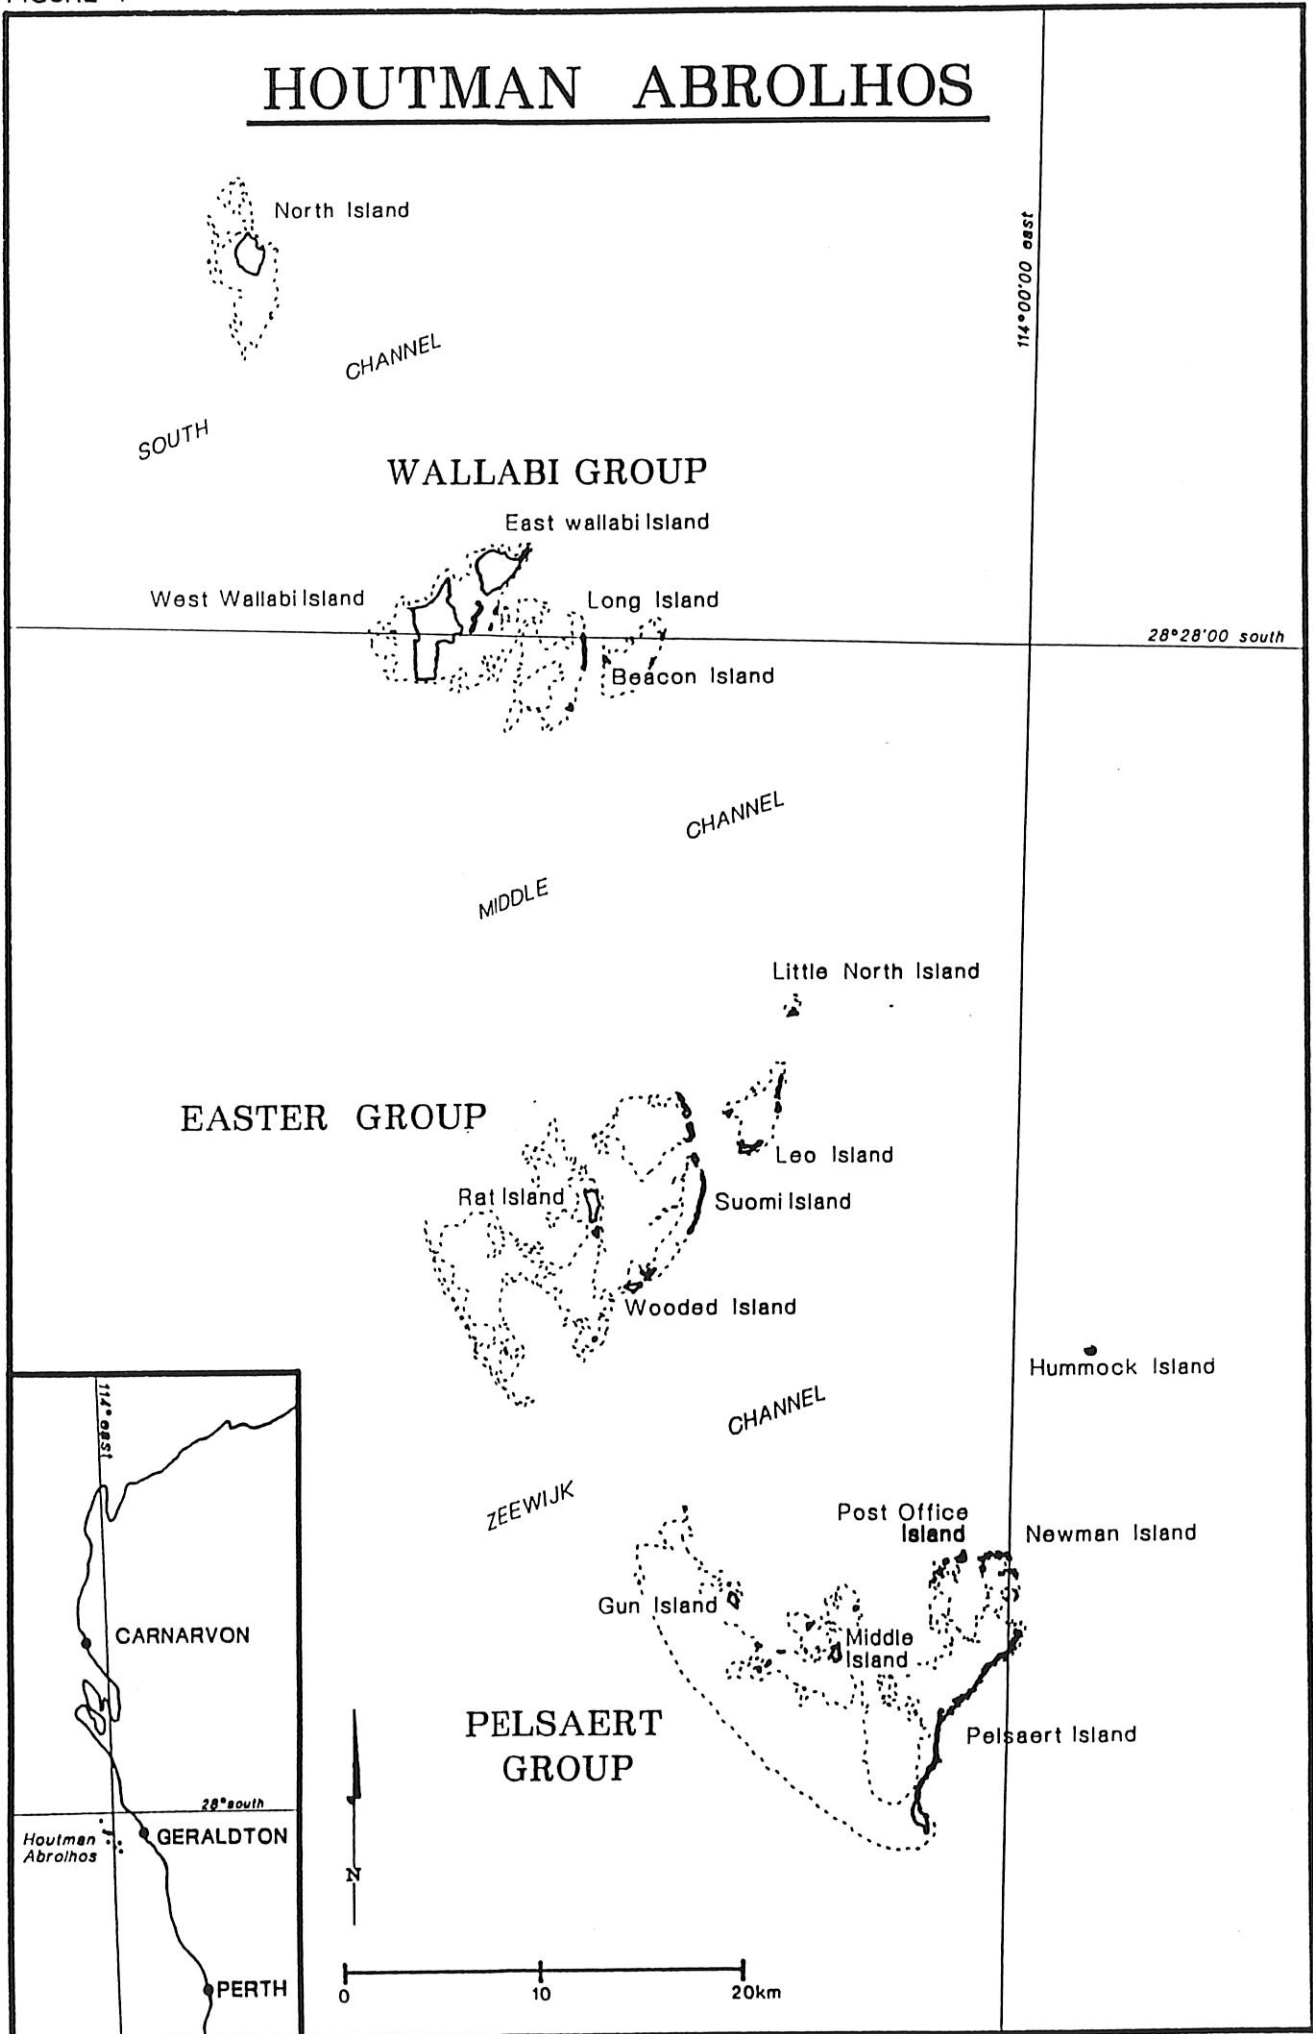 HOUTMAN ABROLHOS
North Island
CHANNEL
SOUTH
114°00'00 east
WALLABI GROUP
East wallabi Island
West Wallabi Island
Long Island
28°28'00 south
Beacon Island
CHANNEL
MIDDLE
Little North Island
EASTER GROUP
Leo Island
Rat Island
Suomi Island
Wooded Island
Hummock Island
CHANNEL
ZEEWIJK
Post Office
Island
Newman Island
Gun Island
Middle
Island
PELSAERT
GROUP
Pelsaert Island
114° east
CARNARVON
28° south
Houtman
Abrolhos
GERALDTON
PERTH
N
0 10 20km